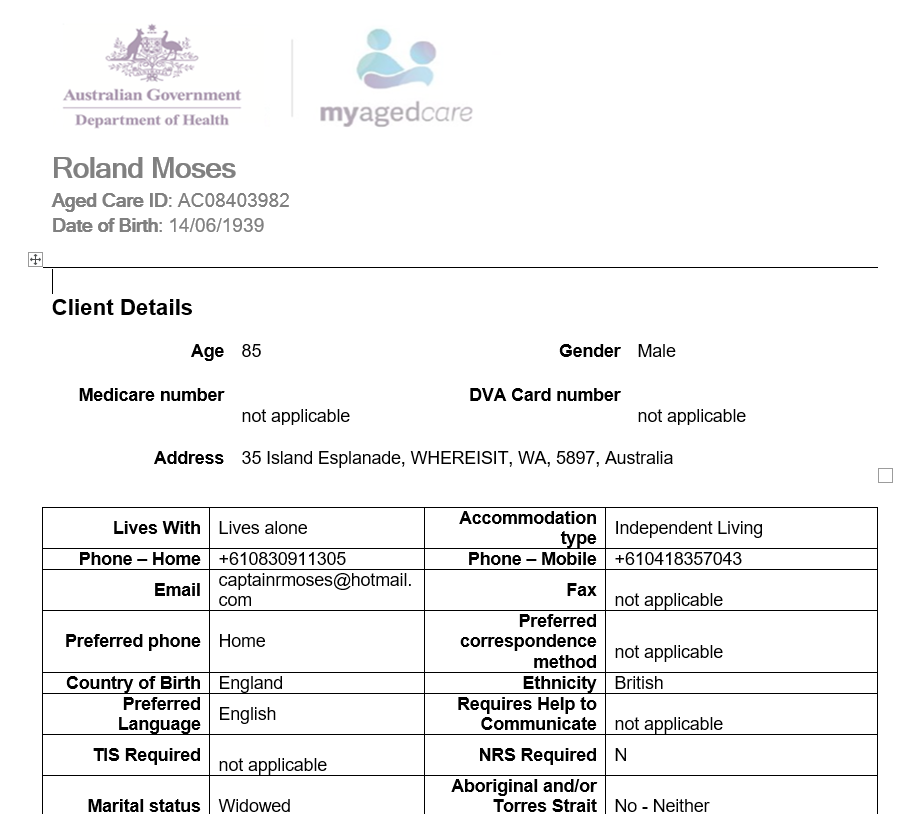 Australian Government
Department of Health
myagedcare
Roland Moses
Aged Care ID: AC08403982
Date of Birth: 14/06/1939
Client Details
Age 85 Gender Male
Medicare number DVA Card number
not applicable not applicable
Address 35 Island Esplanade, WHEREISIT, WA, 5897, Australia
Lives With Lives alone Accommodation type Independent Living
Phone – Home +610830911305 Phone – Mobile +610418357043
Email captainrmoses@hotmail.
com Fax not applicable
Preferred phone Home Preferred
correspondence
method not applicable
Country of Birth England Ethnicity British
Preferred
Language English Requires Help to
Communicate not applicable
TIS Required not applicable NRS Required N
Marital status Widowed Aboriginal and/or
Torres Strait No - Neither